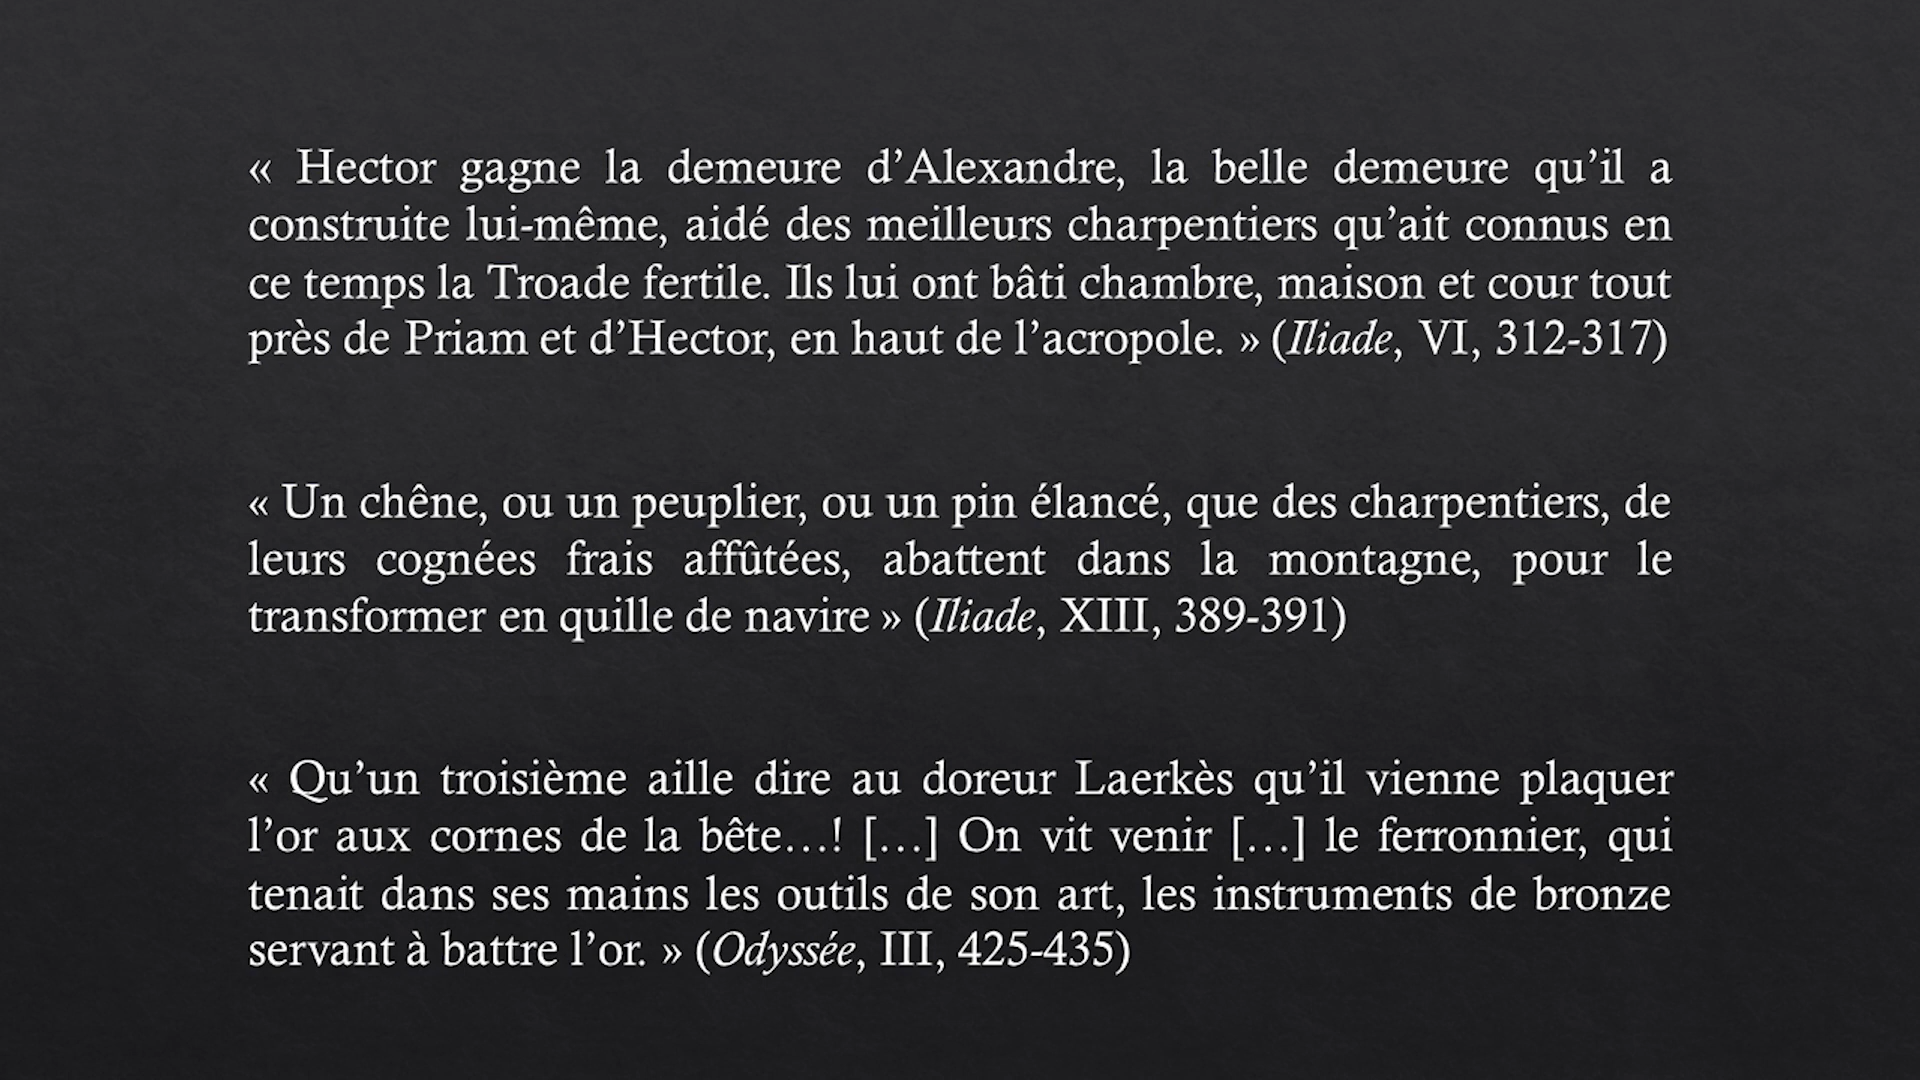 « Hector gagne la demeure d’Alexandre, la belle demeure qu’il a
construite lui-même, aidé des meilleurs charpentiers qu’ait connus en
ce temps la Troade fertile. Ils lui ont bâti chambre, maison et cour tout
près de Priam et d’Hector, en haut de l’acropole. » (Iliade, VI, 312-317)
« Un chêne, ou un peuplier, ou un pin élancé, que des charpentiers, de
leurs cognées frais affûtées, abattent dans la montagne, pour le
transformer en quille de navire » (Iliade, XIII, 389-391)
« Qu’un troisième aille dire au doreur Laerkès qu’il vienne plaquer
l’or aux cornes de la bête…! […] On vit venir […] le ferronnier, qui
tenait dans ses mains les outils de son art, les instruments de bronze
servant à battre l’or. » (Odyssée, III, 425-435)